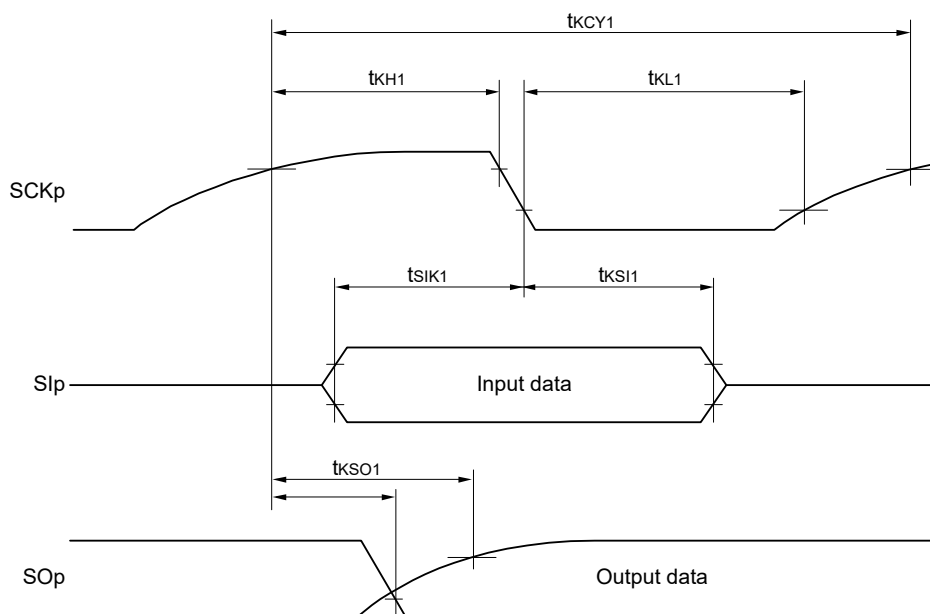 tKCY1
tKH1
tKL1
SCKp
tSIK1
tKSI1
SIp
Input data
tKSO1
SOp
Output data